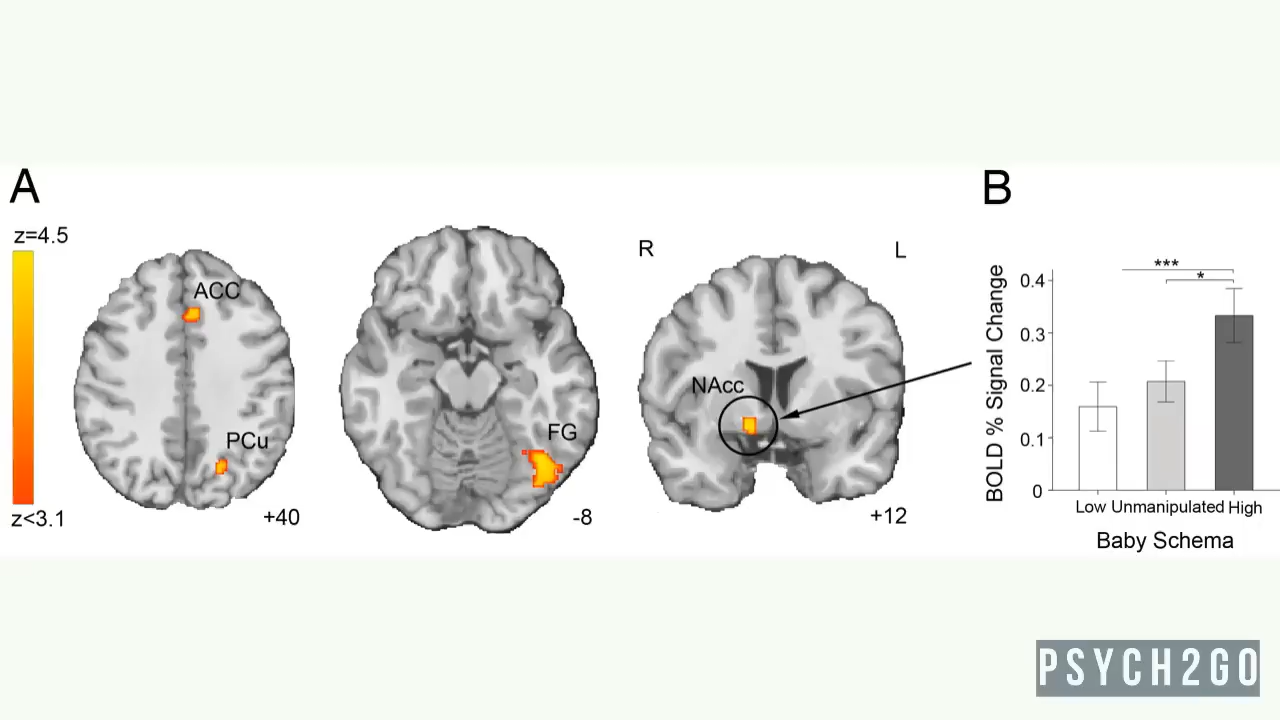 A
z=4.5
z<3.1
ACC
PCu
+40
FG
-8
R
L
NAcc
+12
B
BOLD % Signal Change
0.4
0.3
0.2
0.1
0
***
*
Low Unmanipulated High
Baby Schema
PSYCH2GO